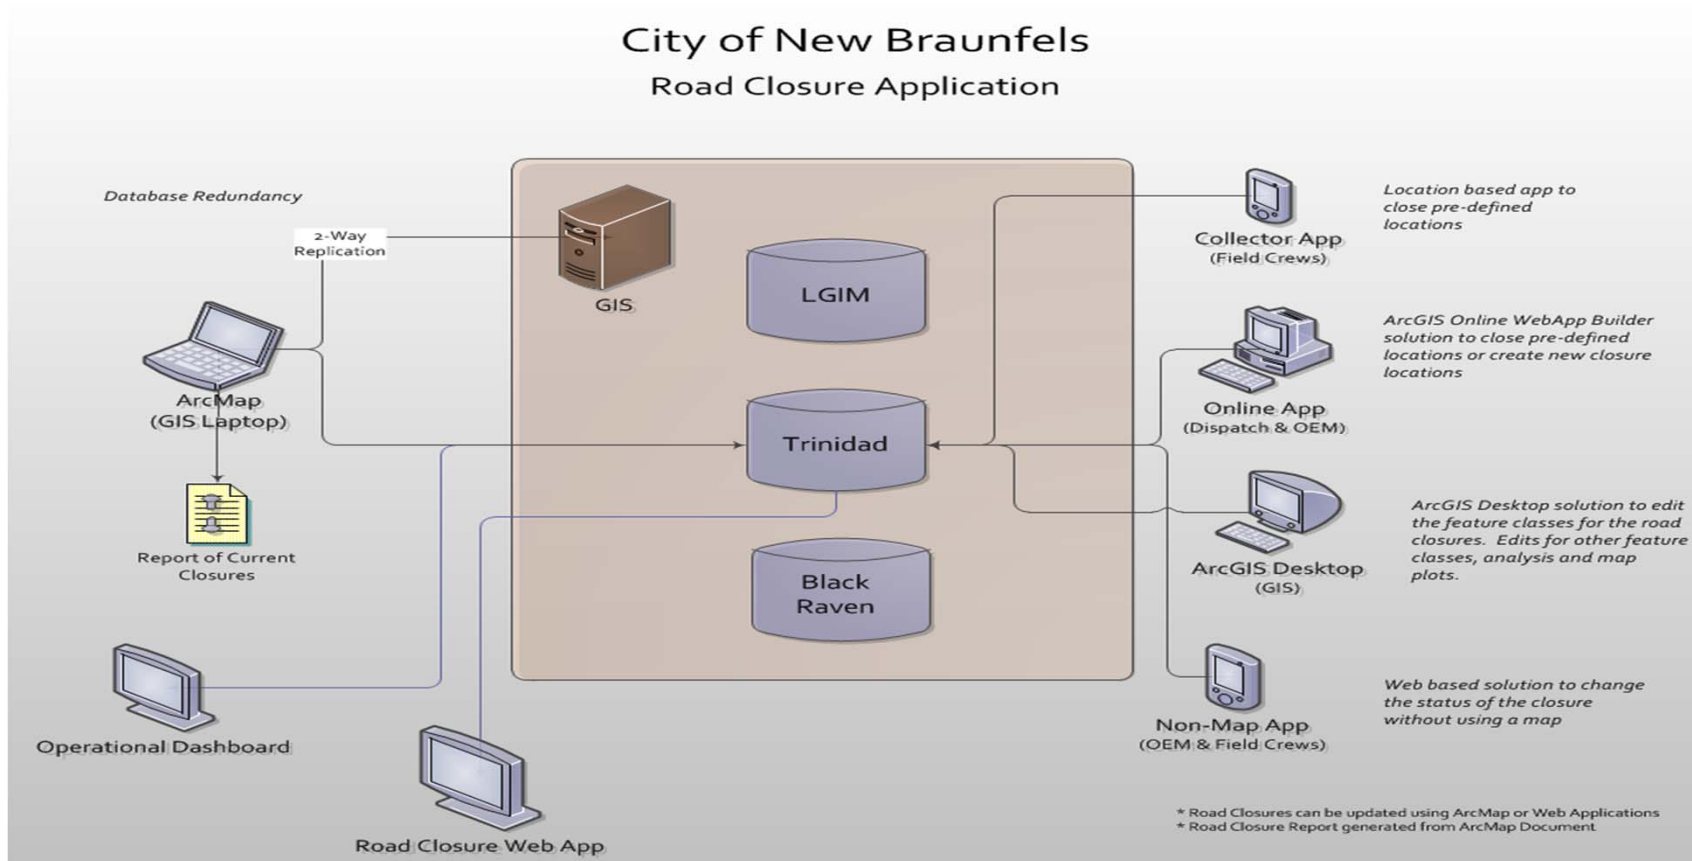 City of New Braunfels
Road Closure Application
Database Redundancy
2-Way
Replication
GIS
ArcMap
(GIS Laptop)
Report of Current
Closures
Operational Dashboard
Road Closure Web App
LGIM
Trinidad
Black
Raven
Collector App
(Field Crews)
Location based app to
close pre-defined
locations
Online App
(Dispatch & OEM)
ArcGIS Online WebApp Builder
solution to close pre-defined
locations or create new closure
locations
ArcGIS Desktop
(GIS)
ArcGIS Desktop solution to edit
the feature classes for the road
closures. Edits for other feature
classes, analysis and map
plots.
Non-Map App
(OEM & Field Crews)
Web based solution to change
the status of the closure
without using a map
* Road Closures can be updated using ArcMap or Web Applications
* Road Closure Report generated from ArcMap Document